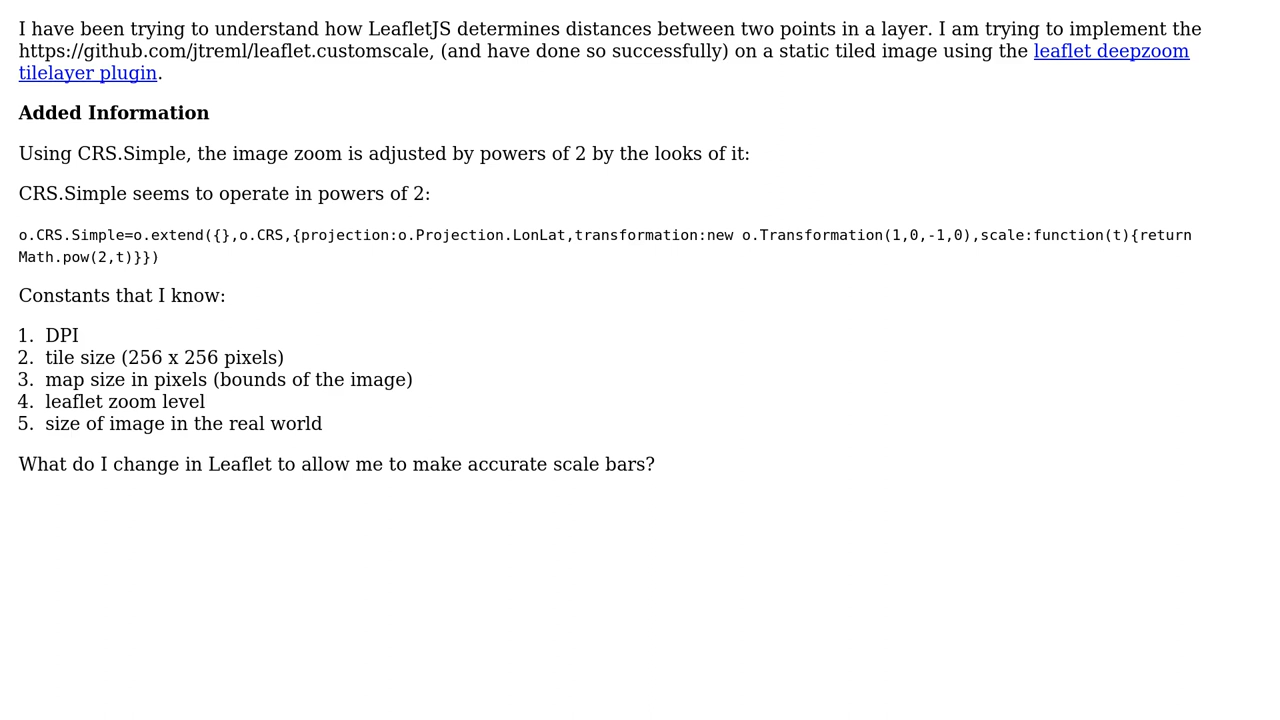 I have been trying to understand how LeafletJS determines distances between two points in a layer. I am trying to implement the
https://github.com/jtreml/leaflet.customscale, (and have done so successfully) on a static tiled image using the leaflet deepzoom
tilelayer plugin.
Added Information
Using CRS.Simple, the image zoom is adjusted by powers of 2 by the looks of it:
CRS.Simple seems to operate in powers of 2:
o.CRS.Simple=o.extend({},o.CRS,{projection:o.Projection.LonLat,transformation:new o.Transformation(1,0,-1,0),scale:function(t){return
Math.pow(2,t)}})
Constants that I know:
1. DPI
2. tile size (256 x 256 pixels)
3. map size in pixels (bounds of the image)
4. leaflet zoom level
5. size of image in the real world
What do I change in Leaflet to allow me to make accurate scale bars?